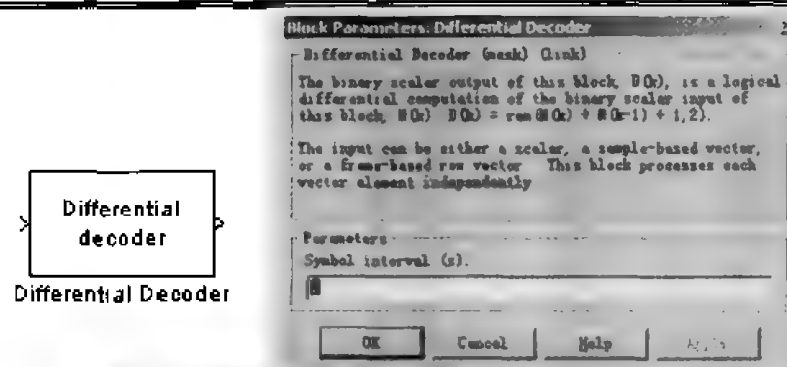 Differential
decoder
Differential Decoder
Block Parameters: Differential Decoder
Differential Decoder (mask) (link)
The binary scalar output of this block, B(k), is a logical
differential computation of the binary scalar input of
this block, M(k) B(k) = rem(M(k) + M(k-1) + 1,2).
The input can be either a scalar, a sample-based vector,
or a frame-based row vector This block processes each
vector element independently
Parameters
Symbol interval (s).
OK
Cancel
Help
Apply